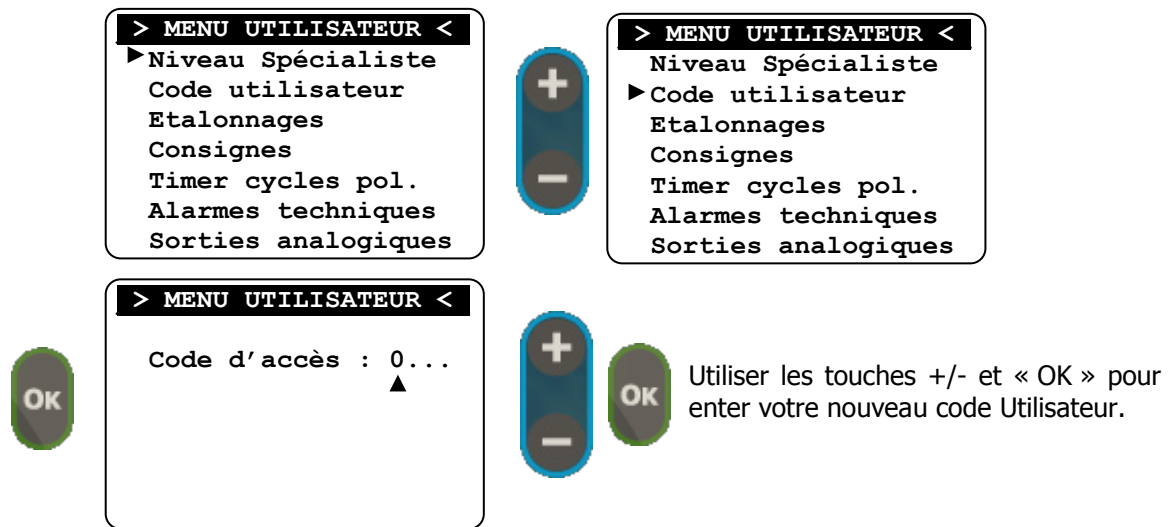 > MENU UTILISATEUR <
►Niveau Spécialiste
Code utilisateur
Etalonnages
Consignes
Timer cycles pol.
Alarmes techniques
Sorties analogiques
+
−
> MENU UTILISATEUR <
Niveau Spécialiste
►Code utilisateur
Etalonnages
Consignes
Timer cycles pol.
Alarmes techniques
Sorties analogiques
OK
> MENU UTILISATEUR <
Code d’accès : 0...
▲
+
−
OK
Utiliser les touches +/- et « OK » pour
enter votre nouveau code Utilisateur.